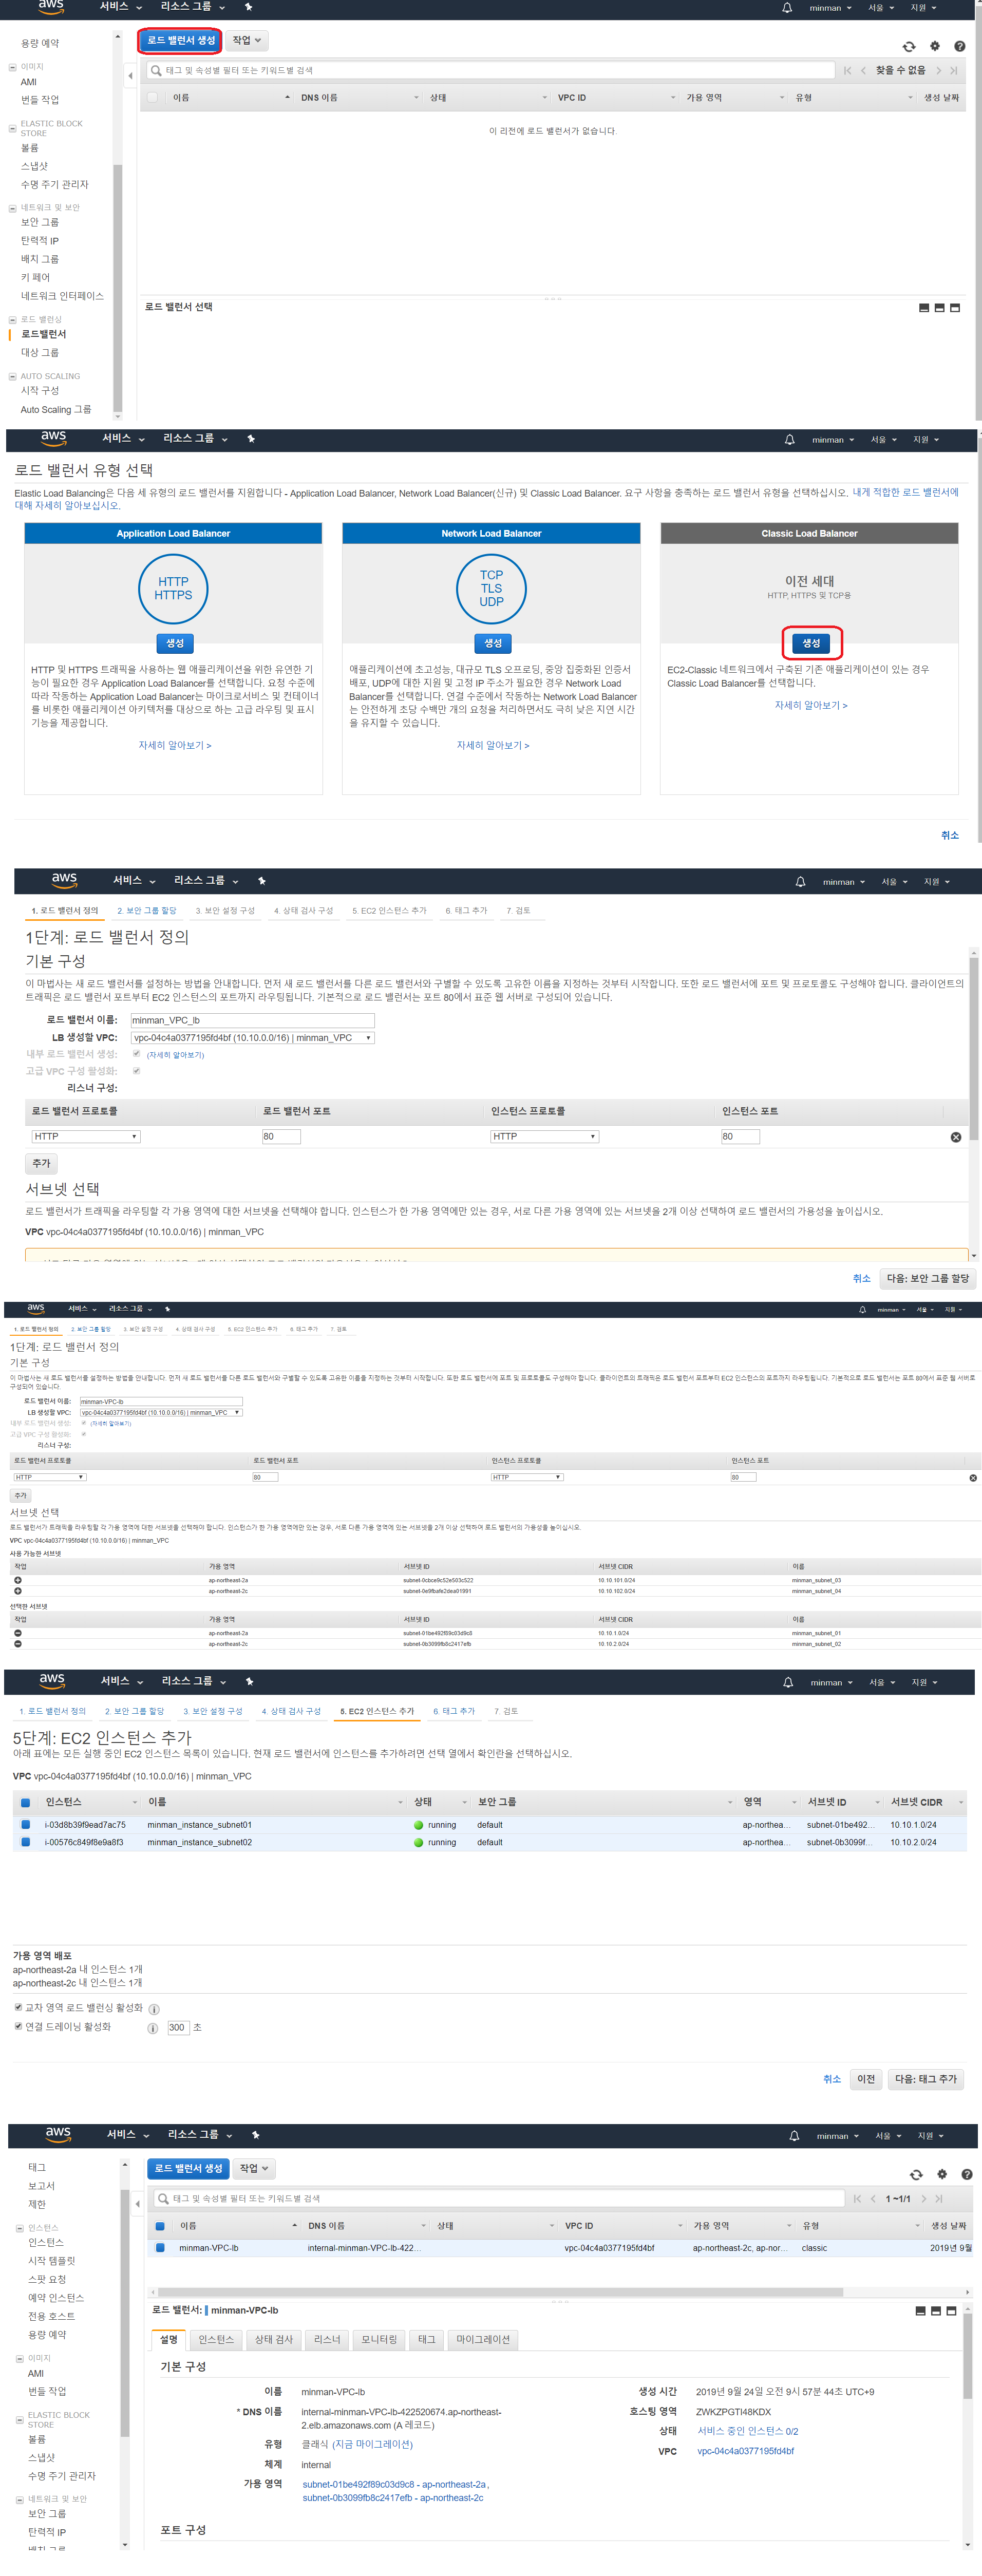 aws 서비스 리소스 그룹 minman 서울 지원
용량 예약
이미지
AMI
번들 작업
ELASTIC BLOCK
STORE
볼륨
스냅샷
수명 주기 관리자
네트워크 및 보안
보안 그룹
탄력적 IP
배치 그룹
키 페어
네트워크 인터페이스
로드 밸런싱
로드밸런서
대상 그룹
AUTO SCALING
시작 구성
Auto Scaling 그룹
로드 밸런서 생성 작업
태그 및 속성별 필터 또는 키워드별 검색 찾을 수 없음
이름 DNS 이름 상태 VPC ID 가용 영역 유형 생성 날짜
이 리전에 로드 밸런서가 없습니다.
로드 밸런서 선택
aws 서비스 리소스 그룹 minman 서울 지원
로드 밸런서 유형 선택
Elastic Load Balancing은 다음 세 유형의 로드 밸런서를 지원합니다 - Application Load Balancer, Network Load Balancer(신규) 및 Classic Load Balancer. 요구 사항을 충족하는 로드 밸런서 유형을 선택하십시오. 내게 적합한 로드 밸런서에
대해 자세히 알아보십시오.
Application Load Balancer
HTTP
HTTPS
생성
HTTP 및 HTTPS 트래픽을 사용하는 웹 애플리케이션을 위한 유연한 기
능이 필요한 경우 Application Load Balancer를 선택합니다. 요청 수준에
따라 작동하는 Application Load Balancer는 마이크로서비스 및 컨테이너
를 비롯한 애플리케이션 아키텍처를 대상으로 하는 고급 라우팅 및 표시
기능을 제공합니다.
자세히 알아보기 >
Network Load Balancer
TCP
TLS
UDP
생성
애플리케이션에 초고성능, 대규모 TLS 오프로딩, 중앙 집중화된 인증서
배포, UDP에 대한 지원 및 고정 IP 주소가 필요한 경우 Network Load
Balancer를 선택합니다. 연결 수준에서 작동하는 Network Load Balancer
는 안전하게 초당 수백만 개의 요청을 처리하면서도 극히 낮은 지연 시간
을 유지할 수 있습니다.
자세히 알아보기 >
Classic Load Balancer
이전 세대
HTTP, HTTPS 및 TCP용
생성
EC2-Classic 네트워크에서 구축된 기존 애플리케이션이 있는 경우
Classic Load Balancer를 선택합니다.
자세히 알아보기 >
취소
aws 서비스 리소스 그룹 minman 서울 지원
1. 로드 밸런서 정의 2. 보안 그룹 할당 3. 보안 설정 구성 4. 상태 검사 구성 5. EC2 인스턴스 추가 6. 태그 추가 7. 검토
1단계: 로드 밸런서 정의
기본 구성
이 마법사는 새 로드 밸런서를 설정하는 방법을 안내합니다. 먼저 새 로드 밸런서를 다른 로드 밸런서와 구별할 수 있도록 고유한 이름을 지정하는 것부터 시작합니다. 또한 로드 밸런서에 포트 및 프로토콜도 구성해야 합니다. 클라이언트의
트래픽은 로드 밸런서 포트부터 EC2 인스턴스의 포트까지 라우팅됩니다. 기본적으로 로드 밸런서는 포트 80에서 표준 웹 서버로 구성되어 있습니다.
로드 밸런서 이름: minman_VPC_lb
LB 생성할 VPC: vpc-04c4a0377195fd4bf (10.10.0.0/16) | minman_VPC
내부 로드 밸런서 생성: (자세히 알아보기)
고급 VPC 구성 활성화:
리스너 구성:
로드 밸런서 프로토콜 로드 밸런서 포트 인스턴스 프로토콜 인스턴스 포트
HTTP 80 HTTP 80
추가
서브넷 선택
로드 밸런서가 트래픽을 라우팅할 각 가용 영역에 대한 서브넷을 선택해야 합니다. 인스턴스가 한 가용 영역에만 있는 경우, 서로 다른 가용 영역에 있는 서브넷을 2개 이상 선택하여 로드 밸런서의 가용성을 높이십시오.
VPC vpc-04c4a0377195fd4bf (10.10.0.0/16) | minman_VPC
취소 다음: 보안 그룹 할당
aws 서비스 리소스 그룹 minman 서울 지원
1. 로드 밸런서 정의 2. 보안 그룹 할당 3. 보안 설정 구성 4. 상태 검사 구성 5. EC2 인스턴스 추가 6. 태그 추가 7. 검토
1단계: 로드 밸런서 정의
기본 구성
이 마법사는 새 로드 밸런서를 설정하는 방법을 안내합니다. 먼저 새 로드 밸런서를 다른 로드 밸런서와 구별할 수 있도록 고유한 이름을 지정하는 것부터 시작합니다. 또한 로드 밸런서에 포트 및 프로토콜도 구성해야 합니다. 클라이언트의 트래픽은 로드 밸런서 포트부터 EC2 인스턴스의 포트까지 라우팅됩니다. 기본적으로 로드 밸런서는 포트 80에서 표준 웹 서버로
구성되어 있습니다.
로드 밸런서 이름: minman-VPC-lb
LB 생성할 VPC: vpc-04c4a0377195fd4bf (10.10.0.0/16) | minman_VPC
내부 로드 밸런서 생성: (자세히 알아보기)
고급 VPC 구성 활성화:
리스너 구성:
로드 밸런서 프로토콜 로드 밸런서 포트 인스턴스 프로토콜 인스턴스 포트
HTTP 80 HTTP 80
추가
서브넷 선택
로드 밸런서가 트래픽을 라우팅할 각 가용 영역에 대한 서브넷을 선택해야 합니다. 인스턴스가 한 가용 영역에만 있는 경우, 서로 다른 가용 영역에 있는 서브넷을 2개 이상 선택하여 로드 밸런서의 가용성을 높이십시오.
VPC vpc-04c4a0377195fd4bf (10.10.0.0/16) | minman_VPC
사용 가능한 서브넷
작업 가용 영역 서브넷 ID 서브넷 CIDR 이름
ap-northeast-2a subnet-0cbce9c52e503c522 10.10.101.0/24 minman_subnet_03
ap-northeast-2c subnet-0e9fbafe2dea01991 10.10.102.0/24 minman_subnet_04
선택한 서브넷
작업 가용 영역 서브넷 ID 서브넷 CIDR 이름
ap-northeast-2a subnet-01be492f89c03d9c8 10.10.1.0/24 minman_subnet_01
ap-northeast-2c subnet-0b3099fb8c2417efb 10.10.2.0/24 minman_subnet_02
aws 서비스 리소스 그룹 minman 서울 지원
1. 로드 밸런서 정의 2. 보안 그룹 할당 3. 보안 설정 구성 4. 상태 검사 구성 5. EC2 인스턴스 추가 6. 태그 추가 7. 검토
5단계: EC2 인스턴스 추가
아래 표에는 모든 실행 중인 EC2 인스턴스 목록이 있습니다. 현재 로드 밸런서에 인스턴스를 추가하려면 선택 열에서 확인란을 선택하십시오.
VPC vpc-04c4a0377195fd4bf (10.10.0.0/16) | minman_VPC
인스턴스 이름 상태 보안 그룹 영역 서브넷 ID 서브넷 CIDR
i-03d8b39f9ead7ac75 minman_instance_subnet01 running default ap-northea... subnet-01be492... 10.10.1.0/24
i-00576c849f8e9a8f3 minman_instance_subnet02 running default ap-northea... subnet-0b3099f... 10.10.2.0/24
가용 영역 배포
ap-northeast-2a 내 인스턴스 1개
ap-northeast-2c 내 인스턴스 1개
교차 영역 로드 밸런싱 활성화
연결 드레이닝 활성화 300 초
취소 이전 다음: 태그 추가
aws 서비스 리소스 그룹 minman 서울 지원
태그
보고서
제한
인스턴스
인스턴스
시작 템플릿
스팟 요청
예약 인스턴스
전용 호스트
용량 예약
이미지
AMI
번들 작업
ELASTIC BLOCK
STORE
볼륨
스냅샷
수명 주기 관리자
네트워크 및 보안
보안 그룹
탄력적 IP
배치 그룹
로드 밸런서 생성 작업
태그 및 속성별 필터 또는 키워드별 검색 1 ~1/1
이름 DNS 이름 상태 VPC ID 가용 영역 유형 생성 날짜
minman-VPC-lb internal-minman-VPC-lb-422... vpc-04c4a0377195fd4bf ap-northeast-2c, ap-nor... classic 2019년 9월
로드 밸런서: minman-VPC-lb
설명 인스턴스 상태 검사 리스너 모니터링 태그 마이그레이션
기본 구성
이름 minman-VPC-lb
* DNS 이름 internal-minman-VPC-lb-422520674.ap-northeast-
2.elb.amazonaws.com (A 레코드)
유형 클래식 (지금 마이그레이션)
체계 internal
가용 영역 subnet-01be492f89c03d9c8 - ap-northeast-2a,
subnet-0b3099fb8c2417efb - ap-northeast-2c
생성 시간 2019년 9월 24일 오전 9시 57분 44초 UTC+9
호스팅 영역 ZWKZPGTI48KDX
상태 서비스 중인 인스턴스 0/2
VPC vpc-04c4a0377195fd4bf
포트 구성